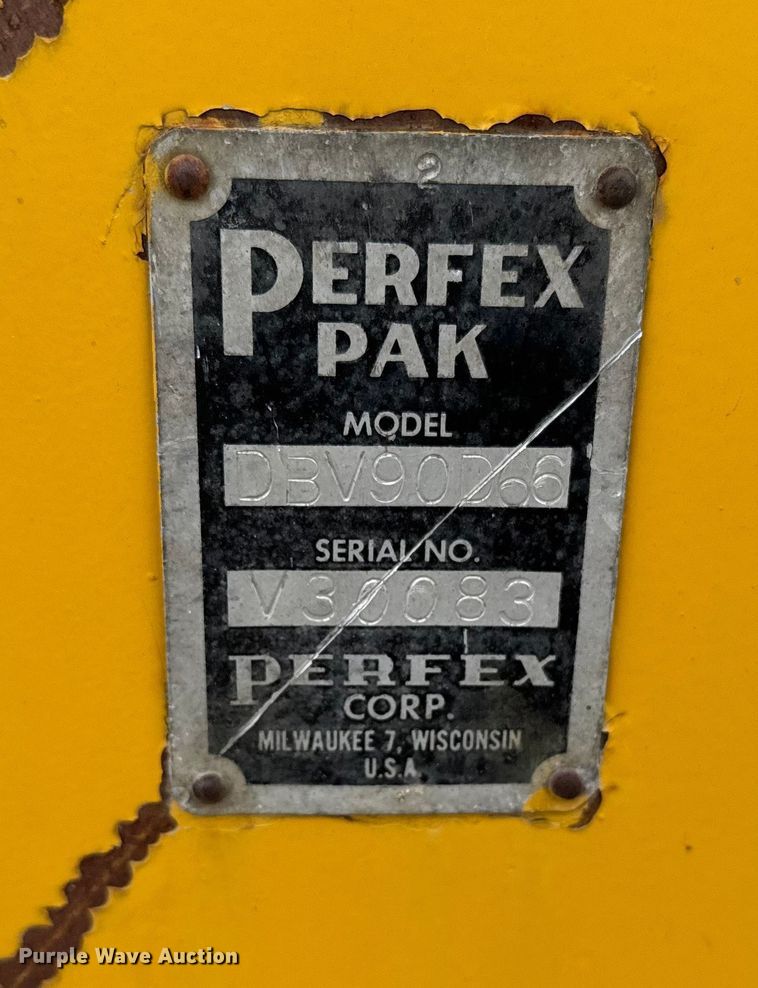 2
PERFEX
PAK
MODEL
DBV90D66
SERIAL NO.
V30083
PERFEX
CORP.
MILWAUKEE 7, WISCONSIN
U.S.A.
Purple Wave Auction